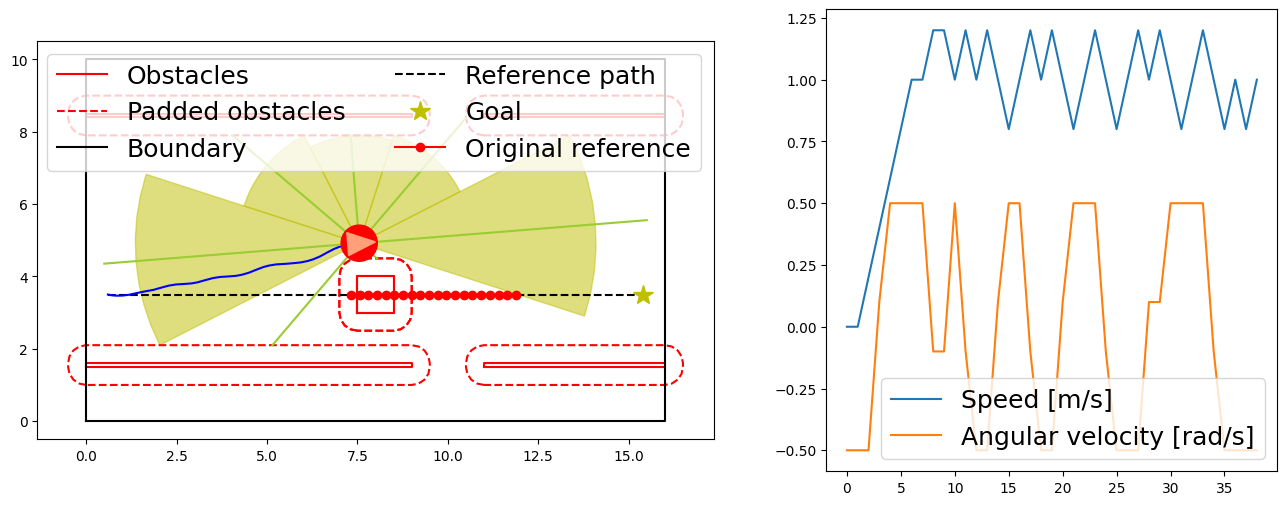 Obstacles
Padded obstacles
Boundary
Reference path
Goal
Original reference
10
8
6
4
2
0
0.0 2.5 5.0 7.5 10.0 12.5 15.0
1.25
1.00
0.75
0.50
0.25
0.00
−0.25
−0.50
Speed [m/s]
Angular velocity [rad/s]
0 5 10 15 20 25 30 35